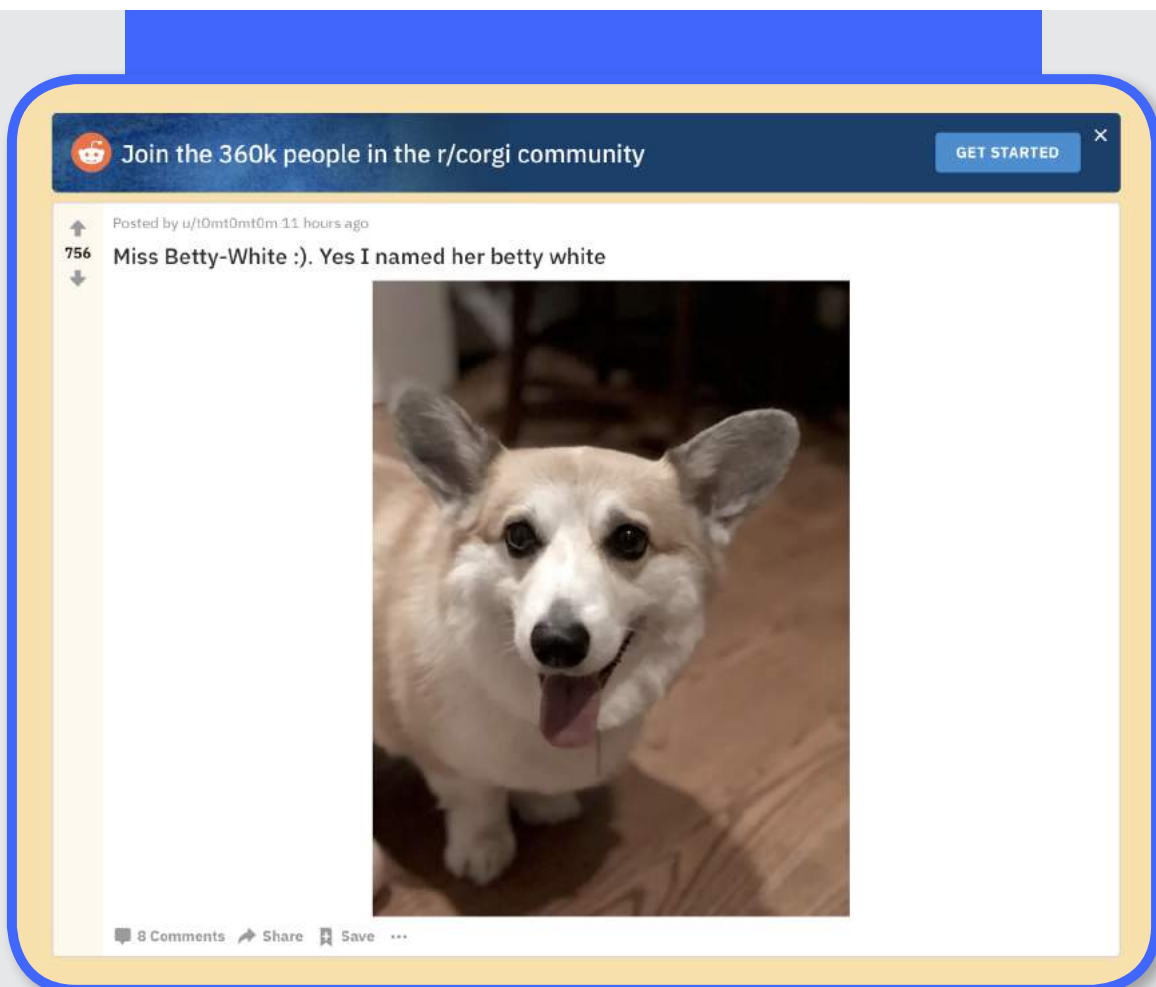 Join the 360k people in the r/corgi community
GET STARTED
×
Posted by u/t0mt0mt0m 11 hours ago
756
Miss Betty-White :). Yes I named her betty white
8 Comments Share Save ...